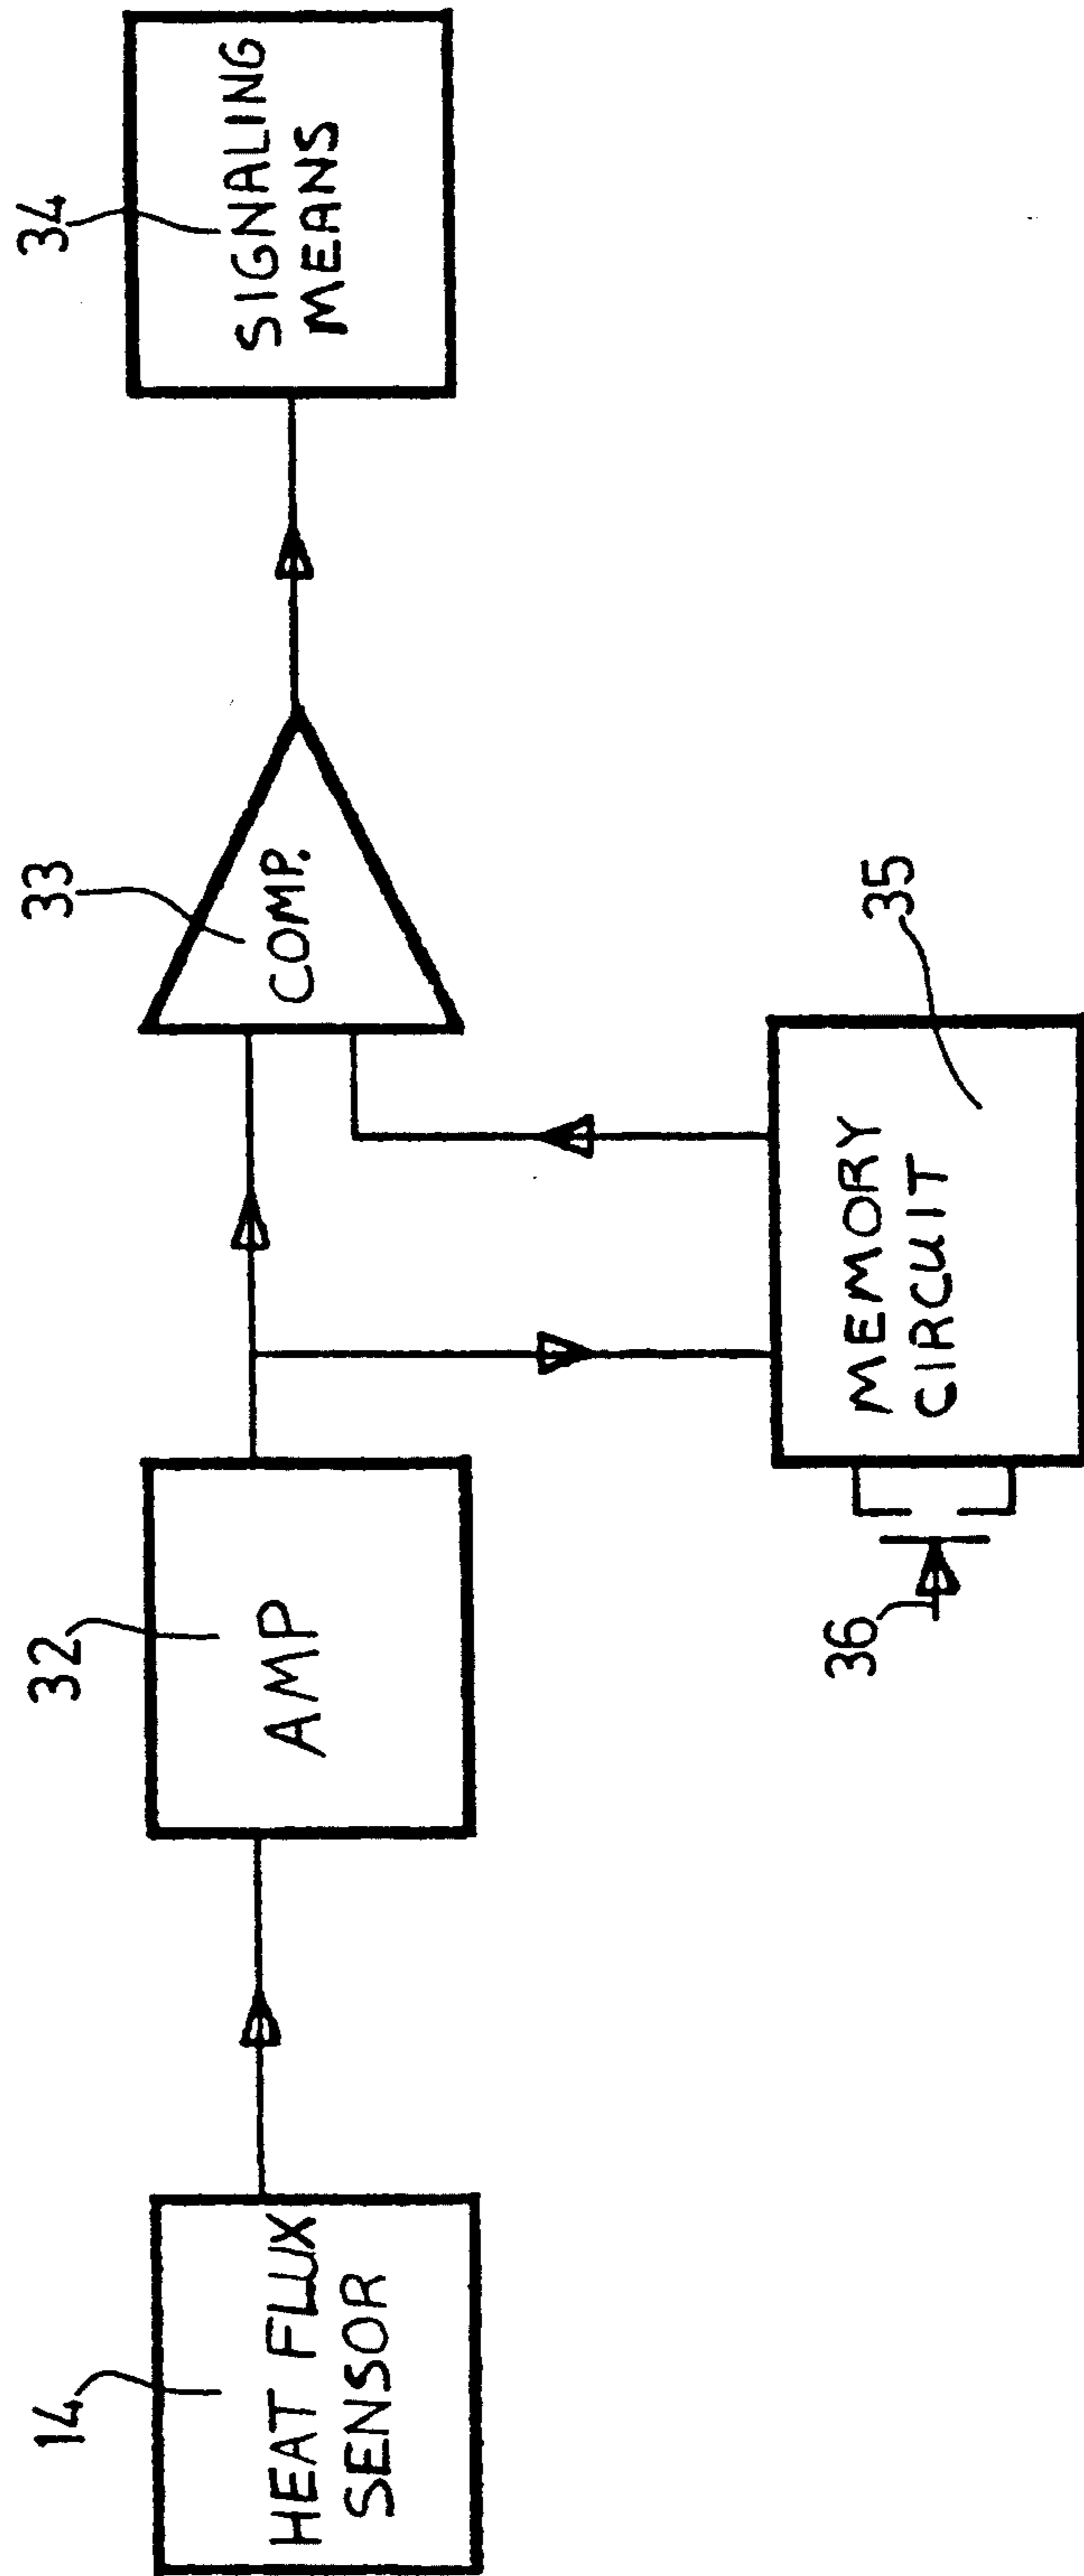 14
HEAT FLUX
SENSOR
32
AMP
33
COMP.
34
SIGNALING
MEANS
35
MEMORY
CIRCUIT
36